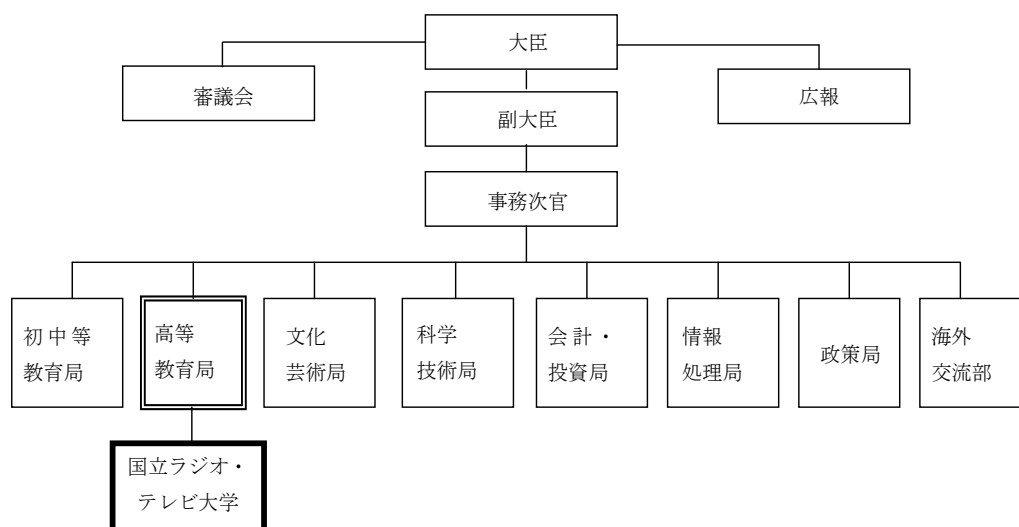 大臣
審議会
広報
副大臣
事務次官
初中等
教育局
高等
教育局
文化
芸術局
科学
技術局
会計・
投資局
情報
処理局
政策局
海外
交流部
国立ラジオ・
テレビ大学